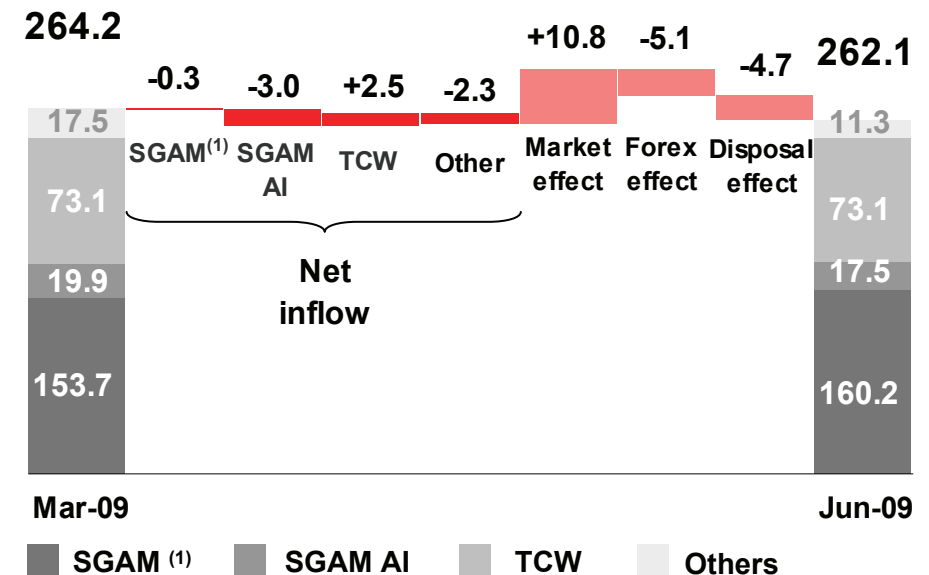 264.2
-0.3
-3.0
+2.5
-2.3
+10.8
-5.1
-4.7
262.1
17.5
73.1
19.9
153.7
SGAM(1)
SGAM
AI
TCW
Other
Market
effect
Forex
effect
Disposal
effect
Net
inflow
11.3
73.1
17.5
160.2
Mar-09
Jun-09
SGAM (1)
SGAM AI
TCW
Others